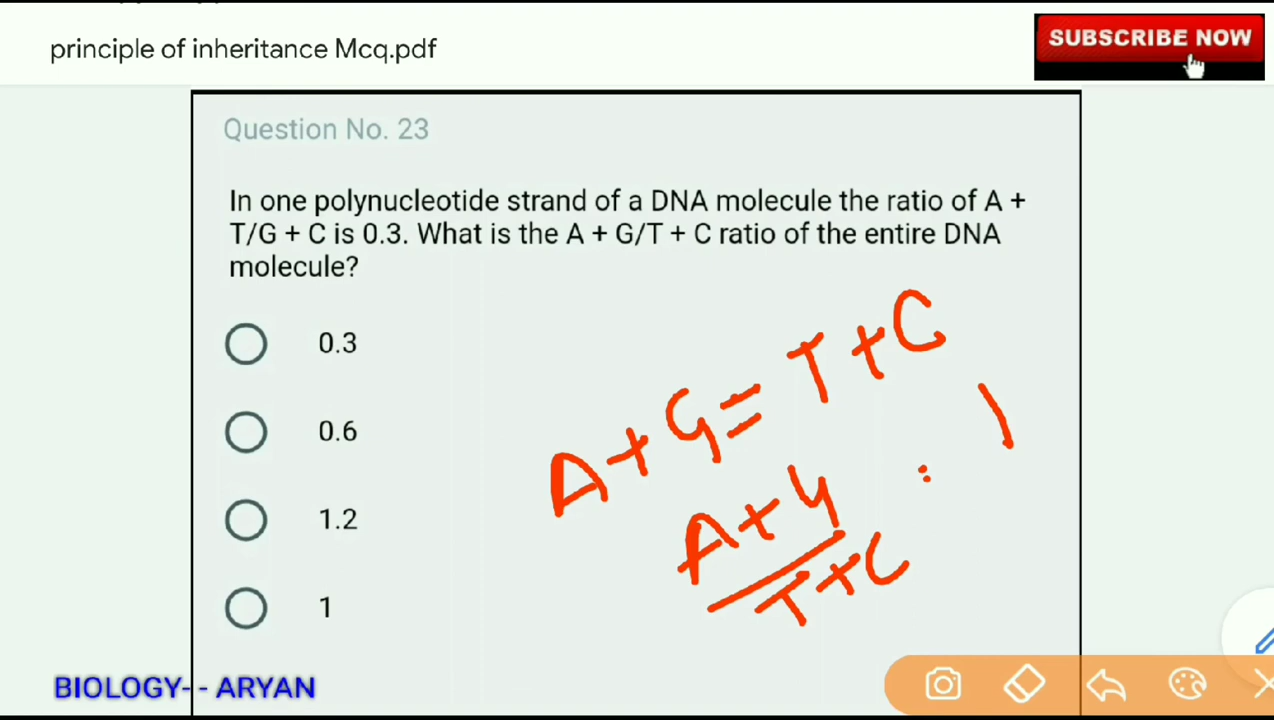 principle of inheritance Mcq.pdf
SUBSCRIBE NOW
Question No. 23
In one polynucleotide strand of a DNA molecule the ratio of A +
T/G + C is 0.3. What is the A + G/T + C ratio of the entire DNA
molecule?
0.3
0.6
1.2
1
A+G=T+C
A+G
T+C
: 1
BIOLOGY- - ARYAN